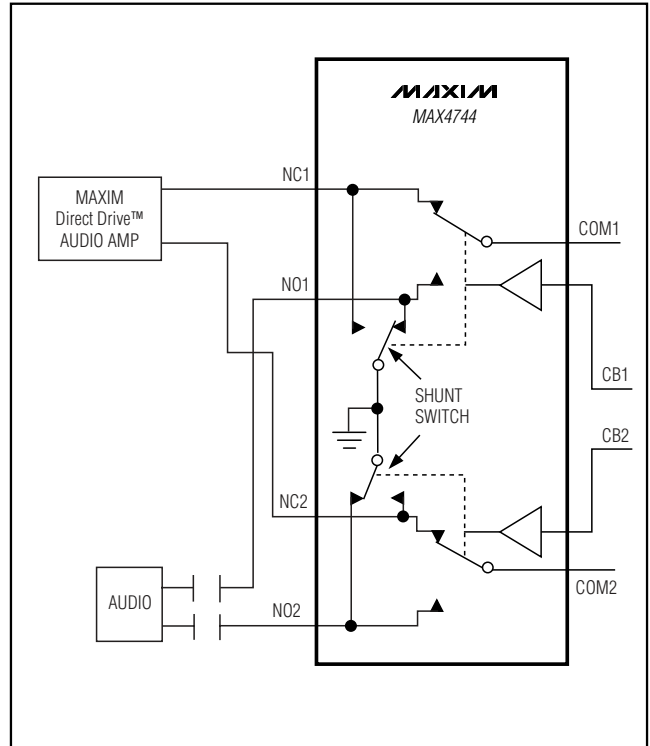 MAXIM
MAX4744
NC1
MAXIM
Direct Drive™
AUDIO AMP
COM1
NO1
CB1
SHUNT
SWITCH
CB2
NC2
COM2
AUDIO
NO2